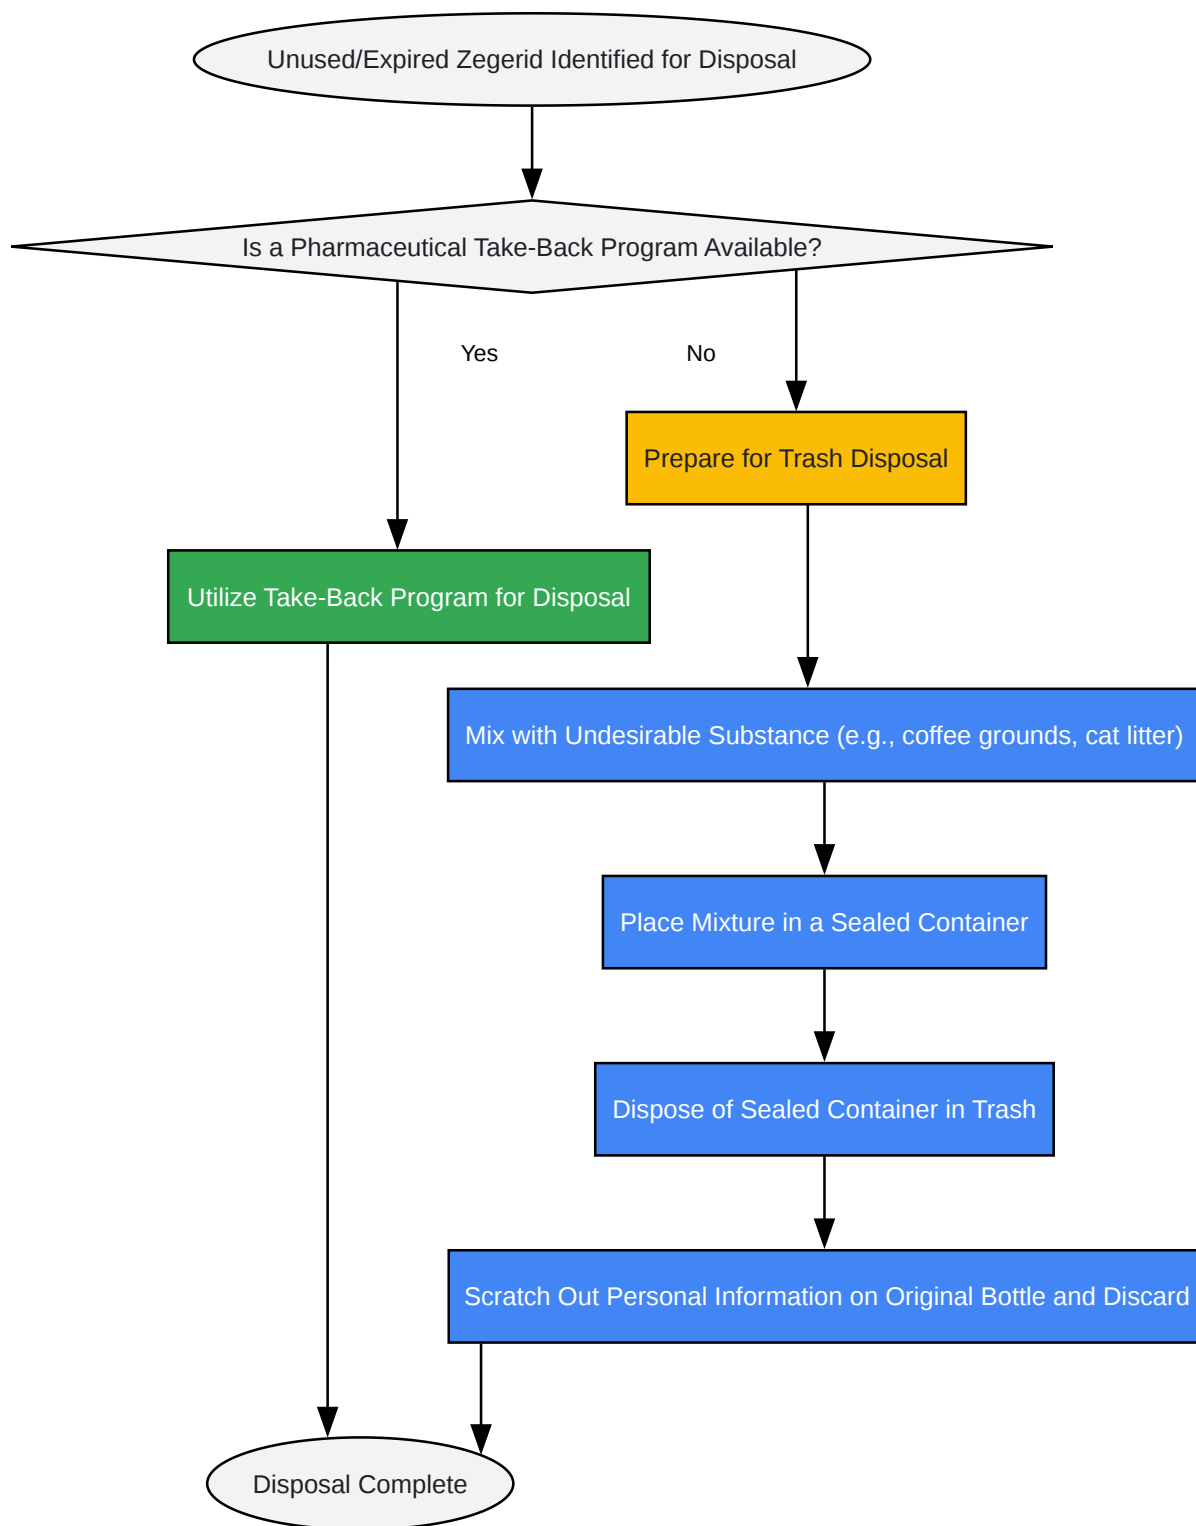 Unused/Expired Zegerid Identified for Disposal
Is a Pharmaceutical Take-Back Program Available?
Yes
No
Prepare for Trash Disposal
Utilize Take-Back Program for Disposal
Mix with Undesirable Substance (e.g., coffee grounds, cat litter)
Place Mixture in a Sealed Container
Dispose of Sealed Container in Trash
Scratch Out Personal Information on Original Bottle and Discard
Disposal Complete